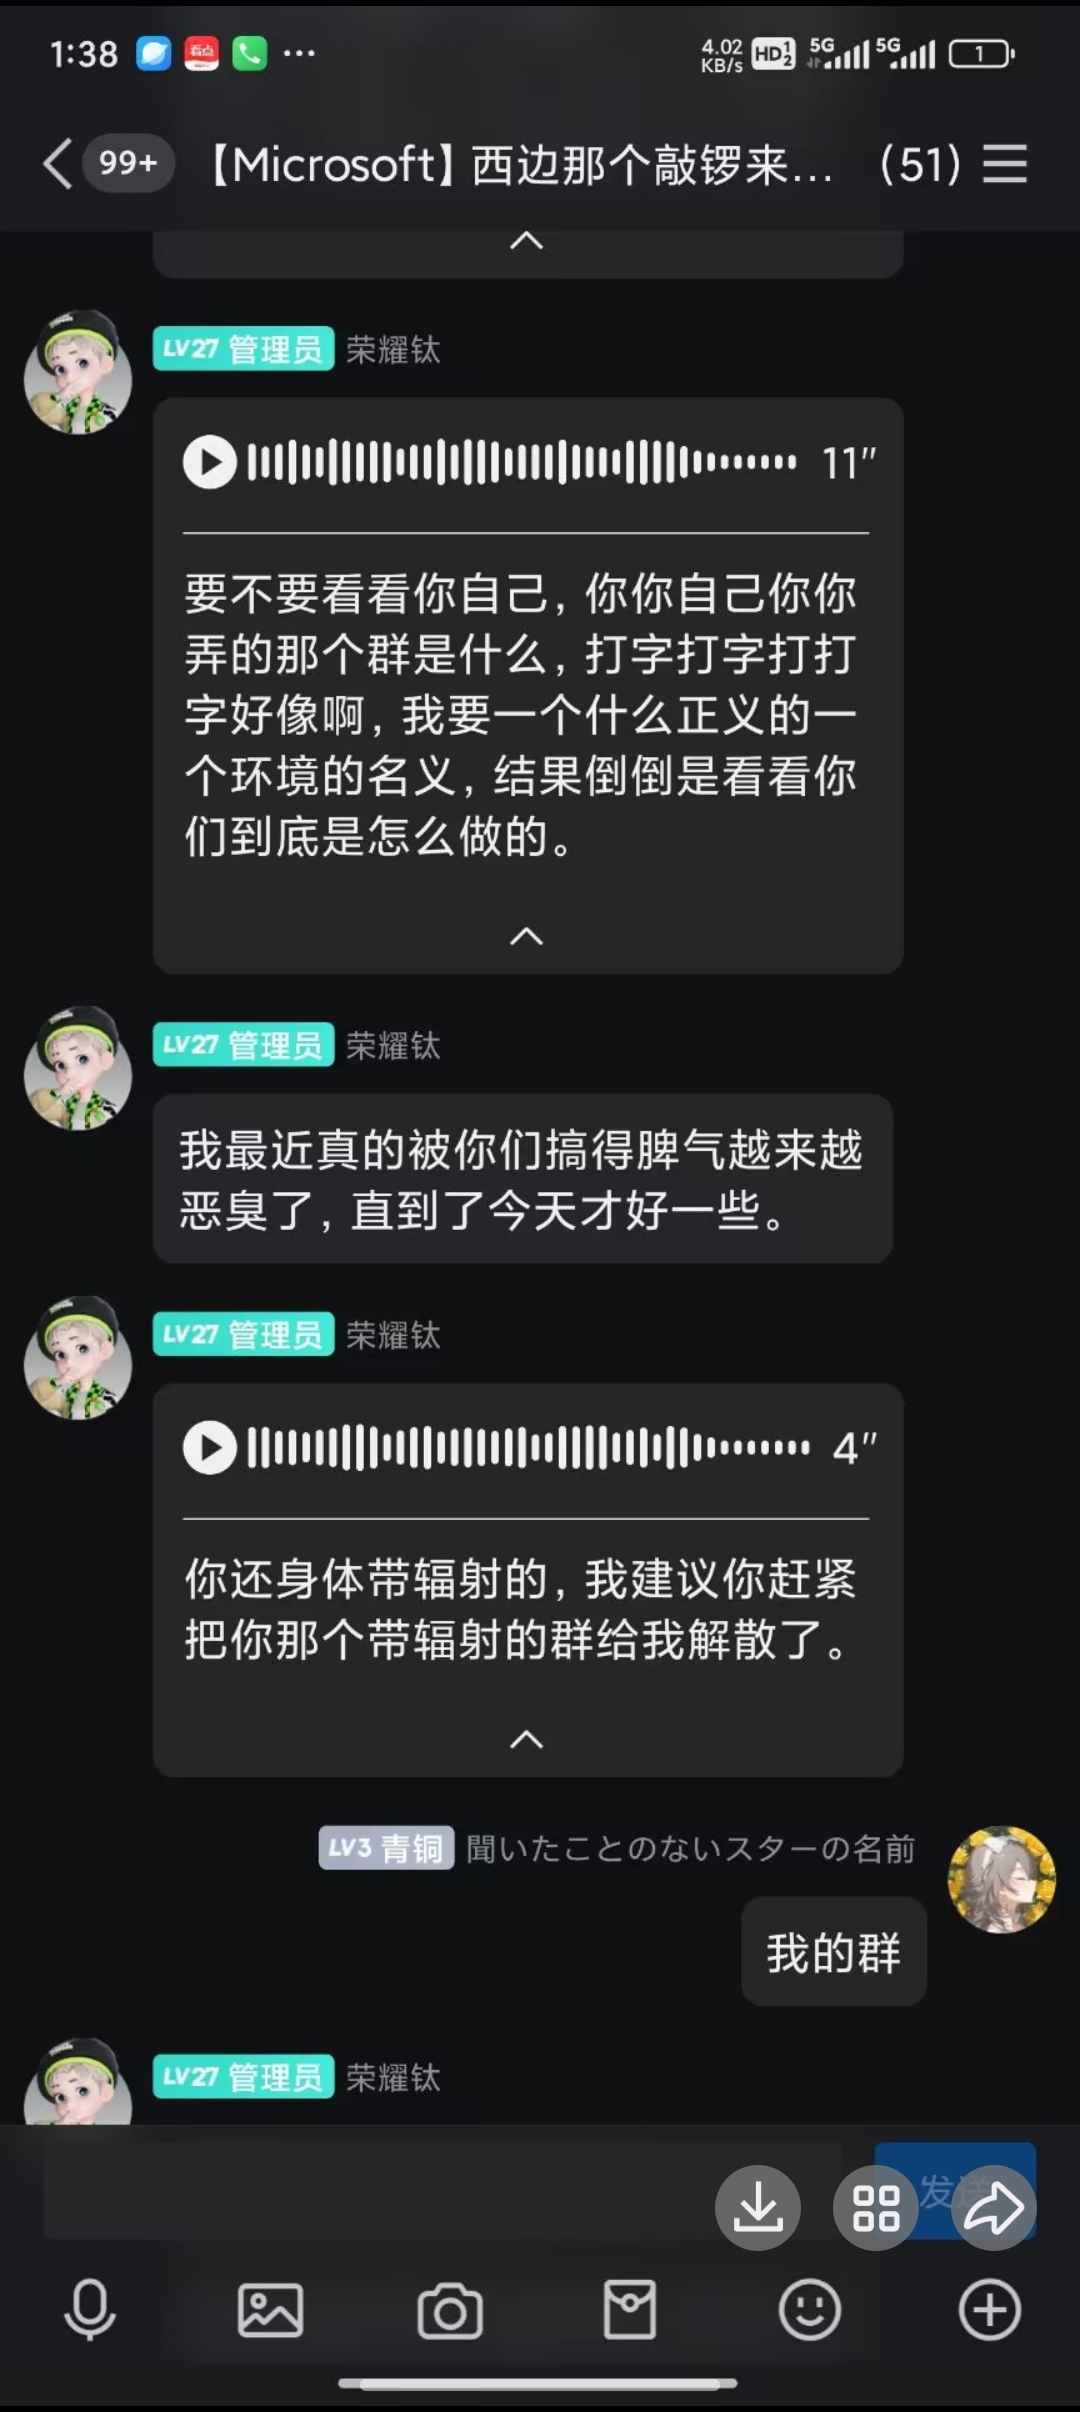 1:38 看点 ... 4.02 KB/s HD 1 2 5G 5G 1
99+ 【Microsoft】西边那个敲锣来... (51)
LV27 管理员 荣耀钛
11″
要不要看看你自己，你你自己你你
弄的那个群是什么，打字打字打打
字好像啊，我要一个什么正义的一
个环境的名义，结果倒倒是看看你
们到底是怎么做的。
LV27 管理员 荣耀钛
我最近真的被你们搞得脾气越来越
恶臭了，直到了今天才好一些。
LV27 管理员 荣耀钛
4″
你还身体带辐射的，我建议你赶紧
把你那个带辐射的群给我解散了。
LV3 青铜 聞いたことのないスターの名前
我的群
LV27 管理员 荣耀钛
发送